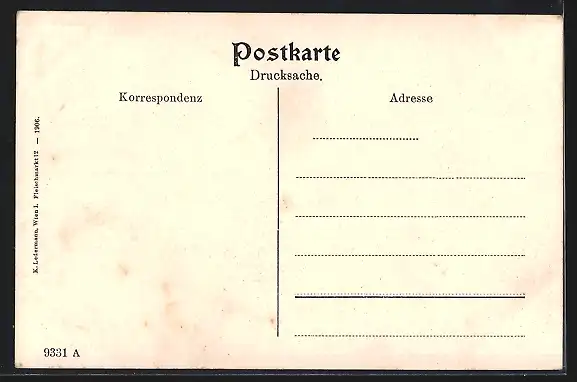 Postkarte
Drucksache.
Korrespondenz
Adresse
K. Ledermann, Wien I. Fleischmarkt 12 — 1906.
9331 A